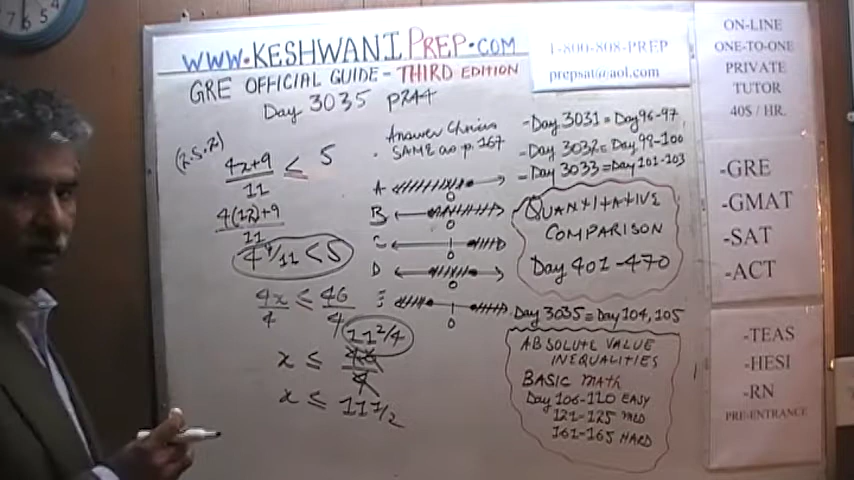 WWW.KESHWANIPREP.COM
GRE OFFICIAL GUIDE - THIRD EDITION
Day 3035 P244
1-800-808-PREP
prepsat@aol.com
ON-LINE
ONE-TO-ONE
PRIVATE
TUTOR
40$ / HR.
-GRE
-GMAT
-SAT
-ACT
-TEAS
-HESI
-RN
PRE-ENTRANCE
4x+9/11 ≤ 5
4(12)+9/11
4 9/11 < 5
4x/4 ≤ 46/4
11 2/4
x ≤ 46/4
x ≤ 11 1/2
Answer Choices
SAME as p. 167
A
0
B
0
C
0
D
0
E
0
- Day 3031 = Day 96-97
- Day 3032 = Day 99-100
- Day 3033 = Day 101-103
QUANTITATIVE
COMPARISON
Day 401-470
Day 3035 = Day 104, 105
ABSOLUTE VALUE
INEQUALITIES
BASIC MATH
Day 106-110 EASY
121-125 MED
161-165 HARD